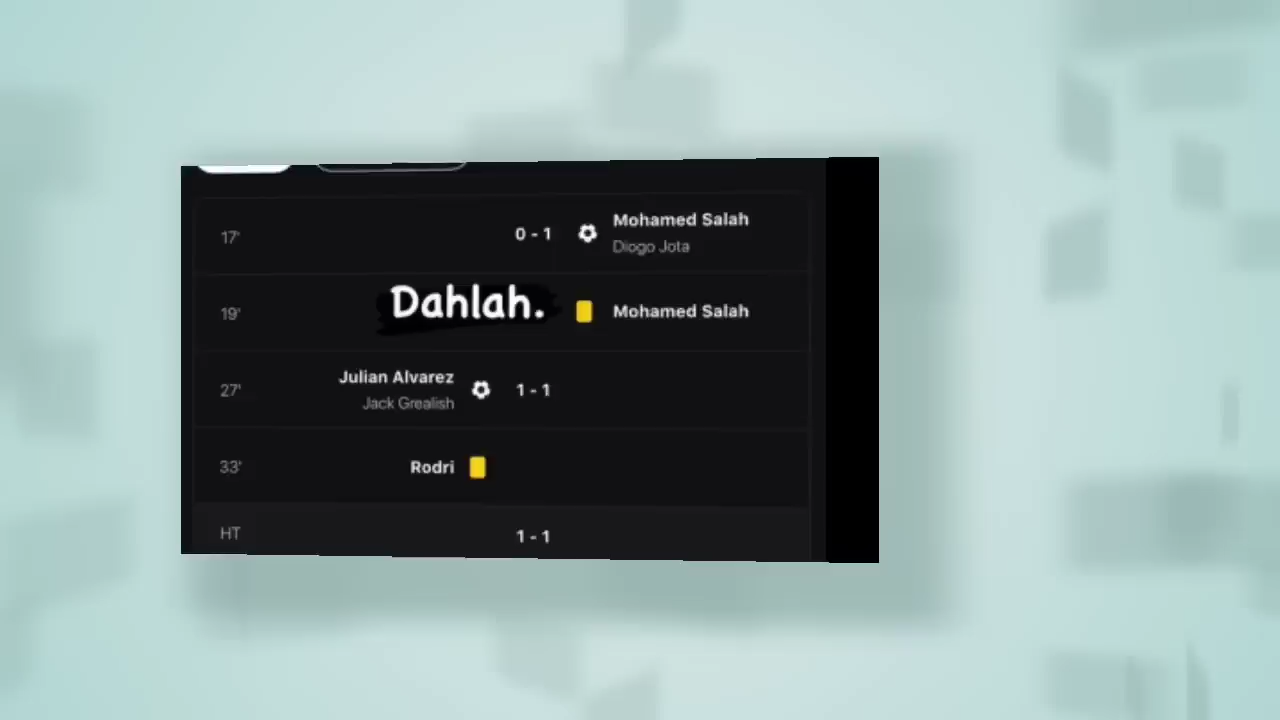 17' 0 - 1 Mohamed Salah
Diogo Jota
19' Dahlah. Mohamed Salah
Julian Alvarez
27' 1 - 1
Jack Grealish
33' Rodri
HT 1 - 1